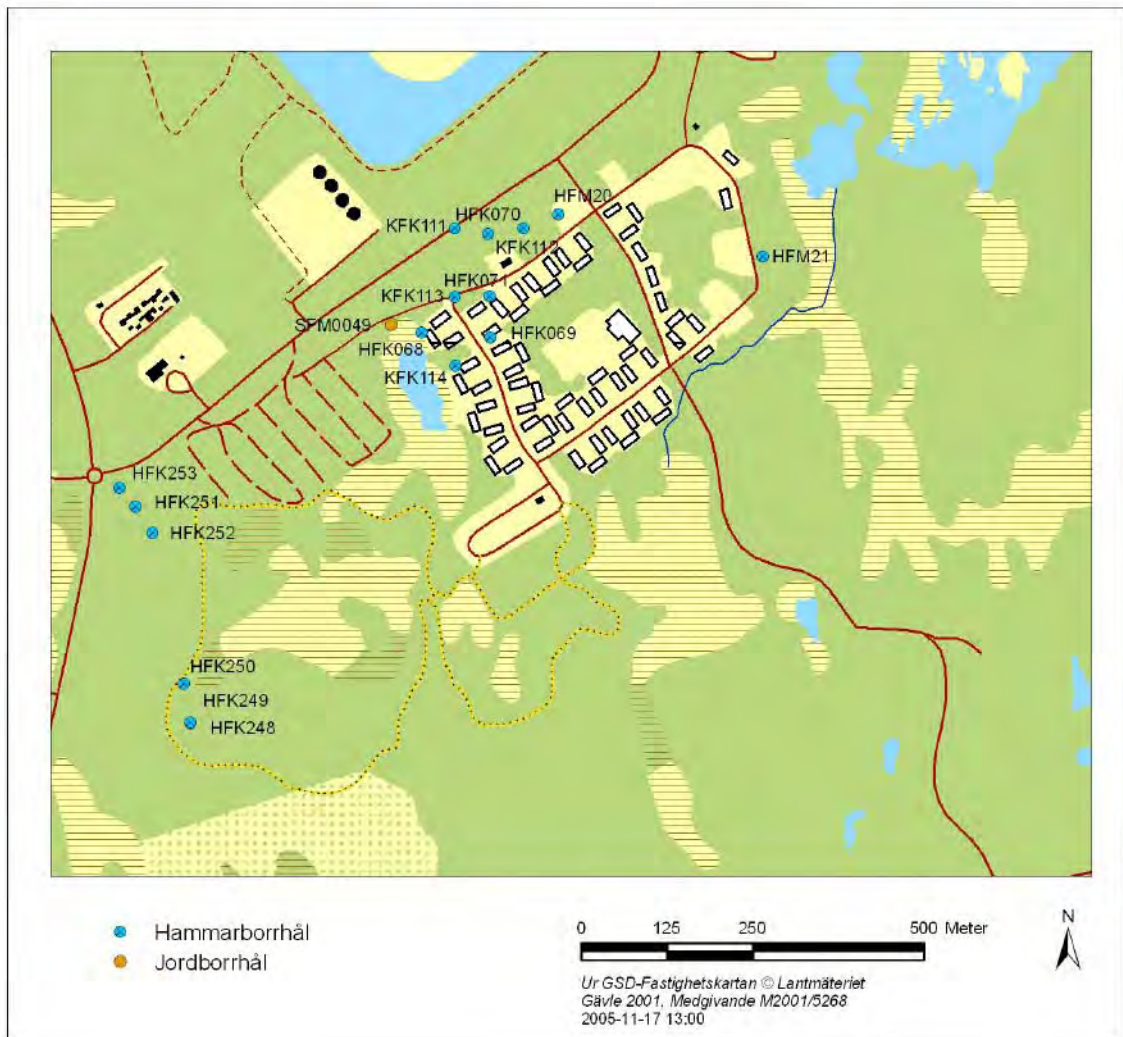 HFM20
KFK111
HFK070
KFK112
HFM21
KFK113
HFK071
SFM0049
HFK068
HFK069
KFK114
HFK253
HFK251
HFK252
HFK250
HFK249
HFK248
Hammarborrhål
Jordborrhål
0 125 250 500 Meter
N
Ur GSD-Fastighetskartan © Lantmäteriet
Gävle 2001, Medgivande M2001/5268
2005-11-17 13:00